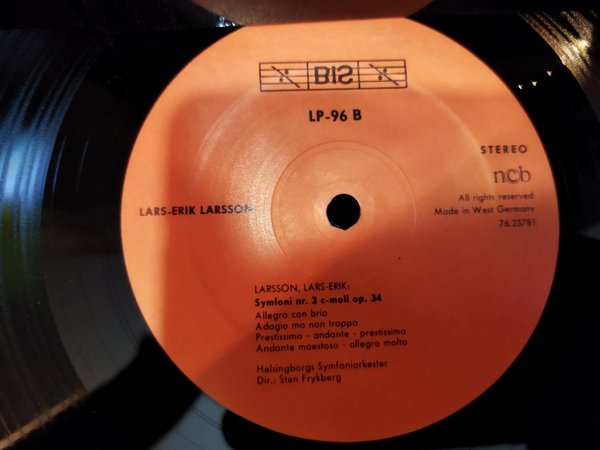 BIS
LP-96 B
STEREO
ncb
LARS-ERIK LARSSON
All rights reserved
Made in West Germany
76.23781
LARSSON, LARS-ERIK:
Symfoni nr. 3 c-moll op. 34
Allegro con brio
Adagio ma non troppo
Prestissimo - andante - prestissimo
Andante maestoso - allegro molto
Helsingborgs Symfoniorkester
Dir.: Sten Frykberg